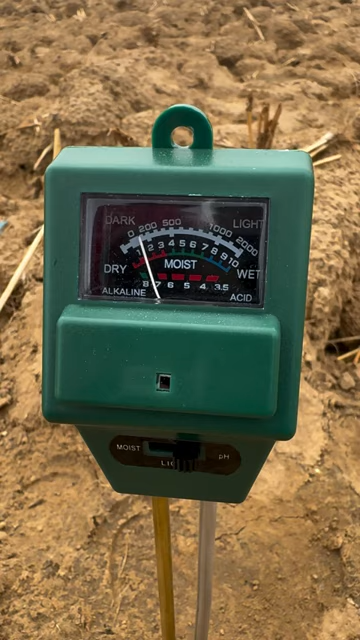 DARK LIGHT
0 200 500 1000 2000
1 2 3 4 5 6 7 8 9 10
DRY MOIST WET
8 7 6 5 4 3.5
ALKALINE ACID
MOIST pH